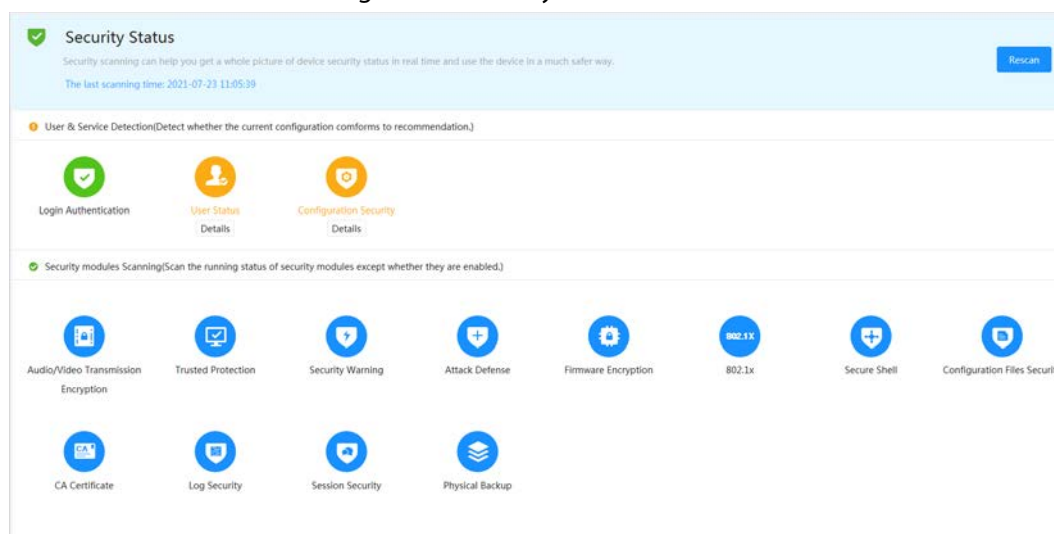 Security Status
Security scanning can help you get a whole picture of device security status in real time and use the device in a much safer way.
Rescan
The last scanning time: 2021-07-23 11:05:39
User & Service Detection(Detect whether the current configuration comforms to recommendation.)
Login Authentication
User Status
Configuration Security
Details
Details
Security modules Scanning(Scan the running status of security modules except whether they are enabled.)
802.1X
Audio/Video Transmission
Encryption
Trusted Protection
Security Warning
Attack Defense
Firmware Encryption
802.1x
Secure Shell
Configuration Files Securi
CA
CA Certificate
Log Security
Session Security
Physical Backup